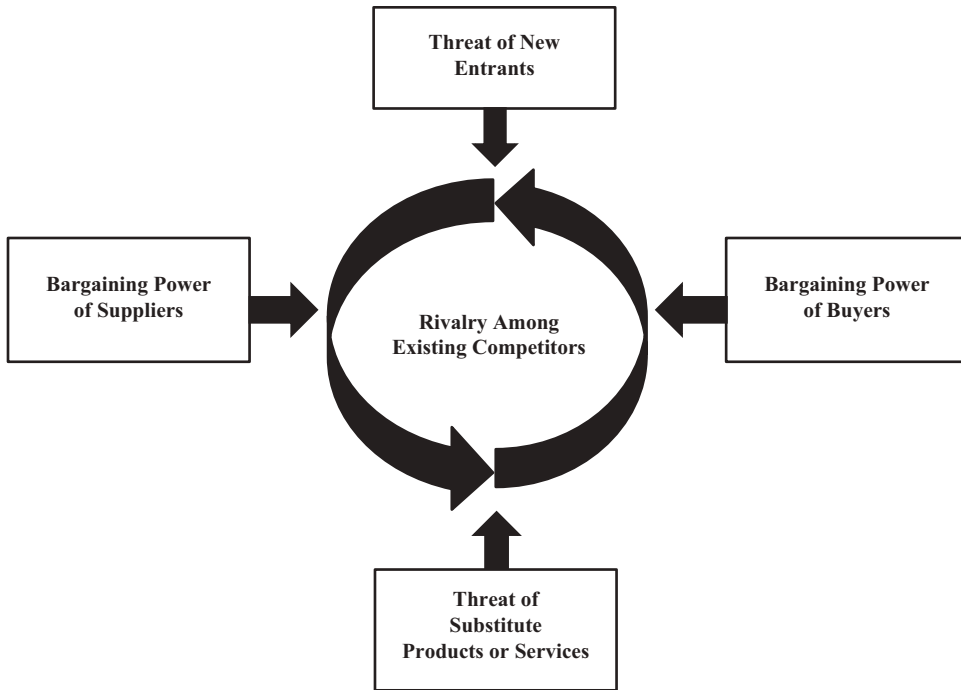 Threat of New
Entrants
Bargaining Power
of Suppliers
Rivalry Among
Existing Competitors
Bargaining Power
of Buyers
Threat of
Substitute
Products or Services